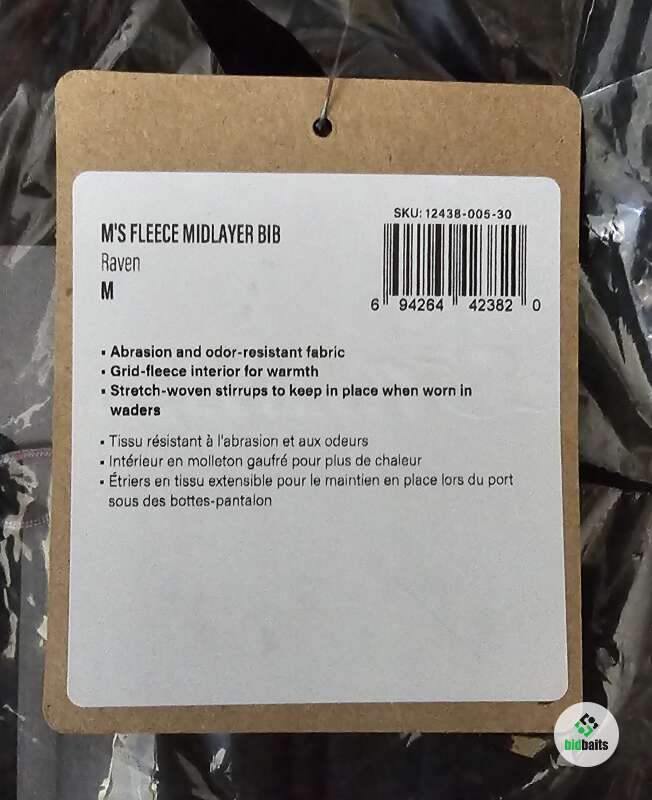 M'S FLEECE MIDLAYER BIB
Raven
M
SKU: 12438-005-30
6 94264 42382 0
▪ Abrasion and odor-resistant fabric
▪ Grid-fleece interior for warmth
▪ Stretch-woven stirrups to keep in place when worn in
waders
▪ Tissu résistant à l'abrasion et aux odeurs
▪ Intérieur en molleton gaufré pour plus de chaleur
▪ Étriers en tissu extensible pour le maintien en place lors du port
sous des bottes-pantalon
bidbaits